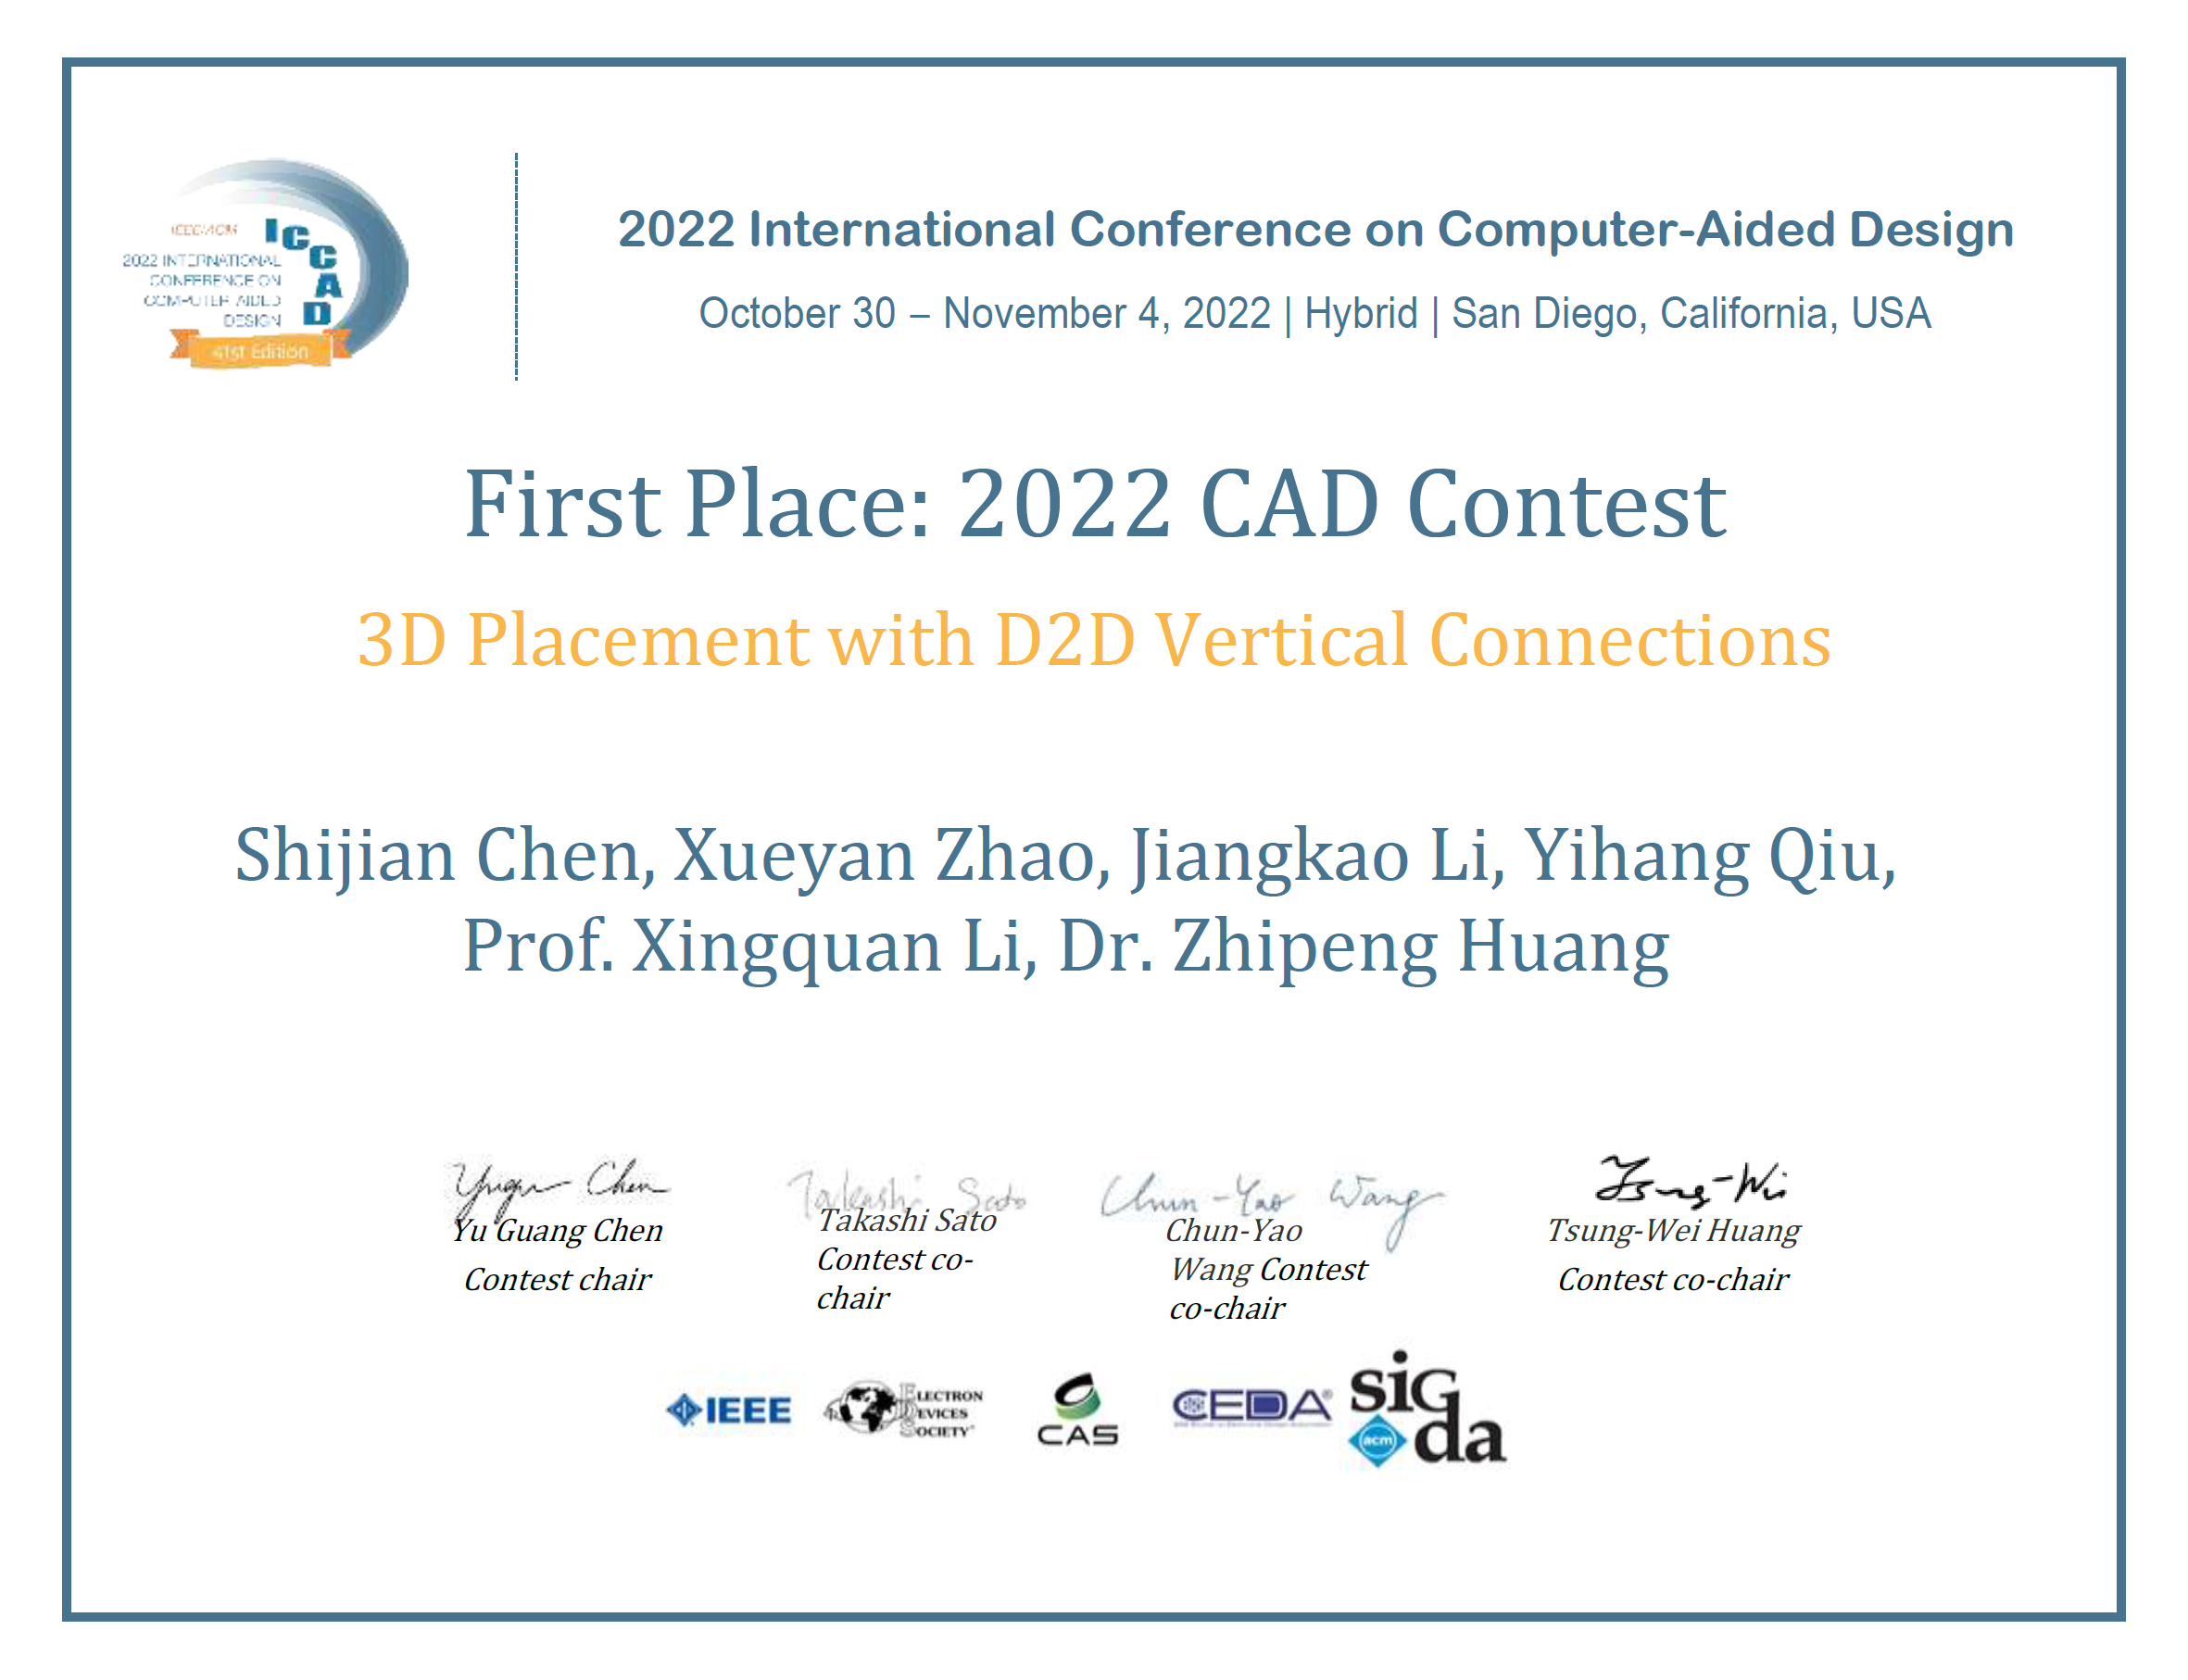 IEEE/ACM
ICCAD
2022 INTERNATIONAL
CONFERENCE ON
COMPUTER-AIDED
DESIGN
41st Edition
2022 International Conference on Computer-Aided Design
October 30 – November 4, 2022 | Hybrid | San Diego, California, USA
First Place: 2022 CAD Contest
3D Placement with D2D Vertical Connections
Shijian Chen, Xueyan Zhao, Jiangkao Li, Yihang Qiu,
Prof. Xingquan Li, Dr. Zhipeng Huang
Takashi Sato
Chun-Yao Wang
Tsung-Wei
Yu Guang Chen
Contest chair
Takashi Sato
Contest co-
chair
Chun-Yao
Wang Contest
co-chair
Tsung-Wei Huang
Contest co-chair
IEEE
ELECTRON
DEVICES
SOCIETY
CAS
CEDA®
sigda
acm